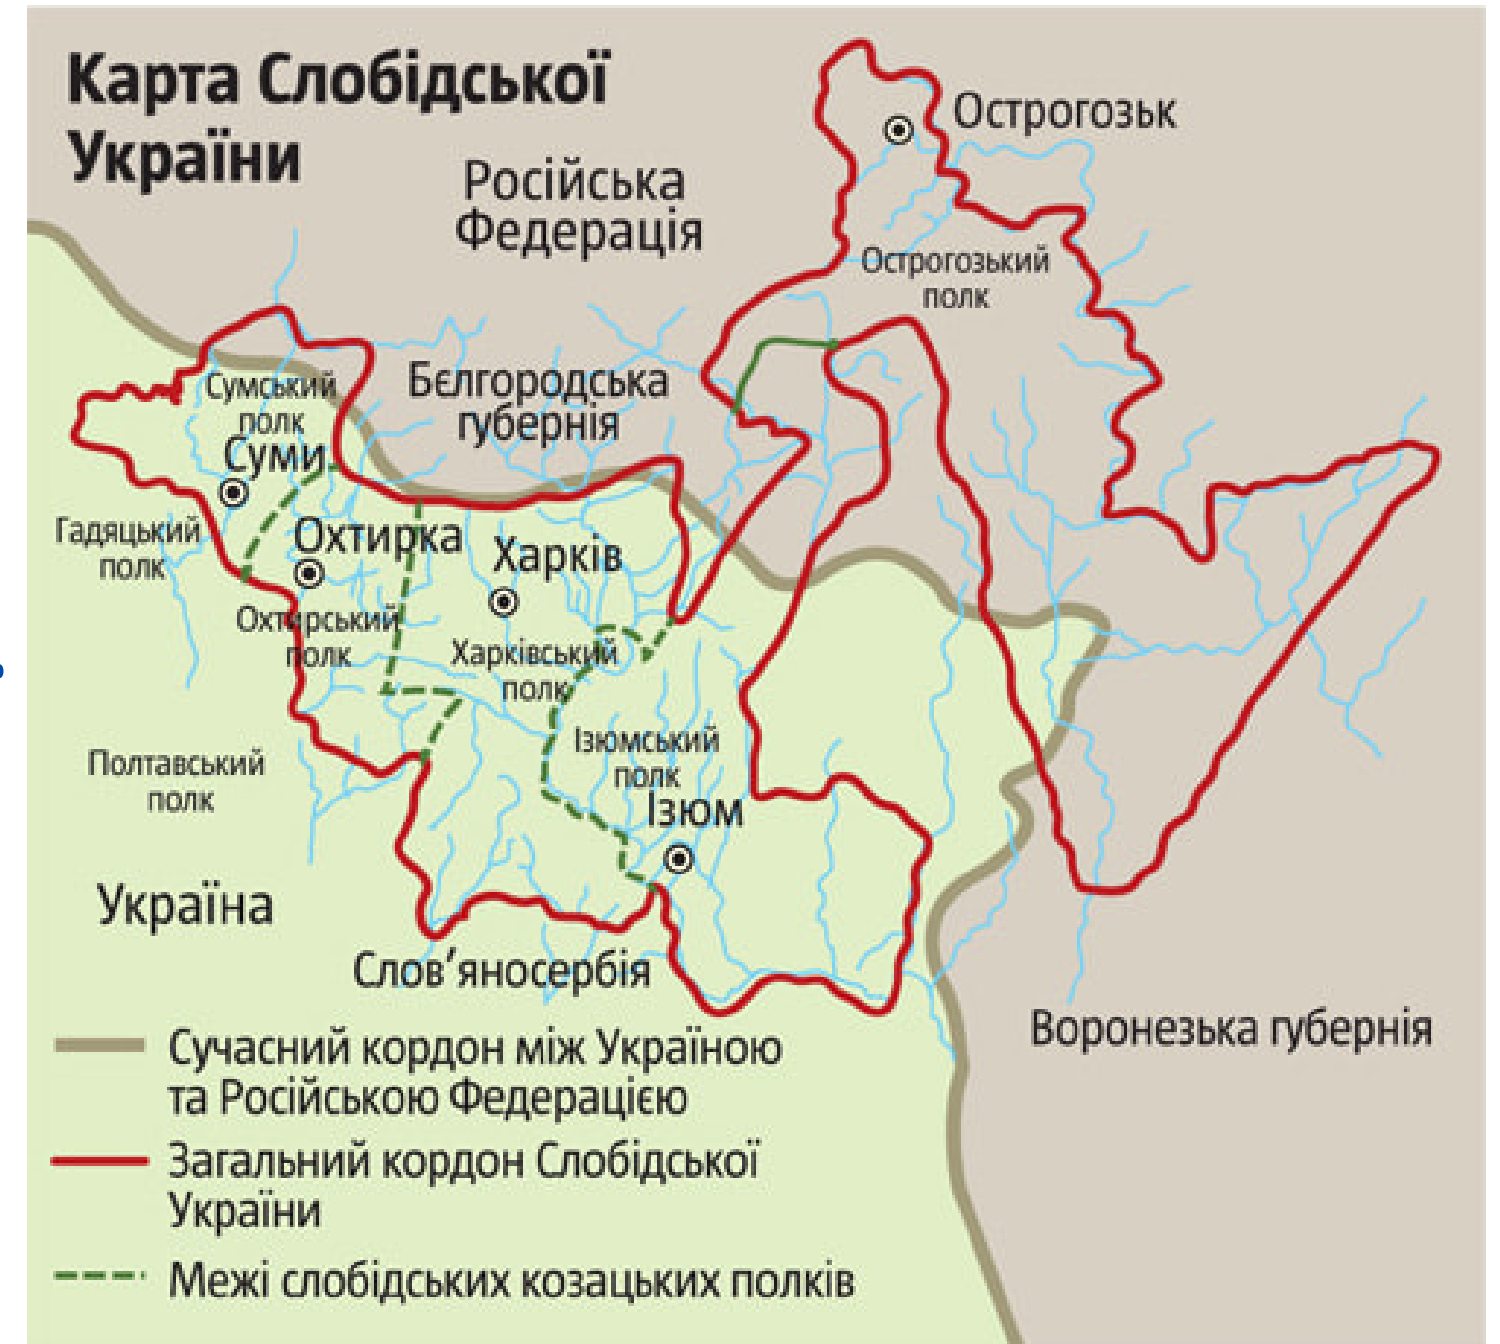 Карта Слобідської
України
Російська
Федерація
Острогозьк
Острогозький
полк
Бєлгородська
губернія
Сумський
полк
Суми
Гадяцький
полк
Охтирка
Харків
Охтирський
полк
Харківський
полк
Ізюмський
полк
Ізюм
Полтавський
полк
Україна
Слов’яносербія
Воронезька губернія
Сучасний кордон між Україною
та Російською Федерацією
Загальний кордон Слобідської
України
Межі слобідських козацьких полків